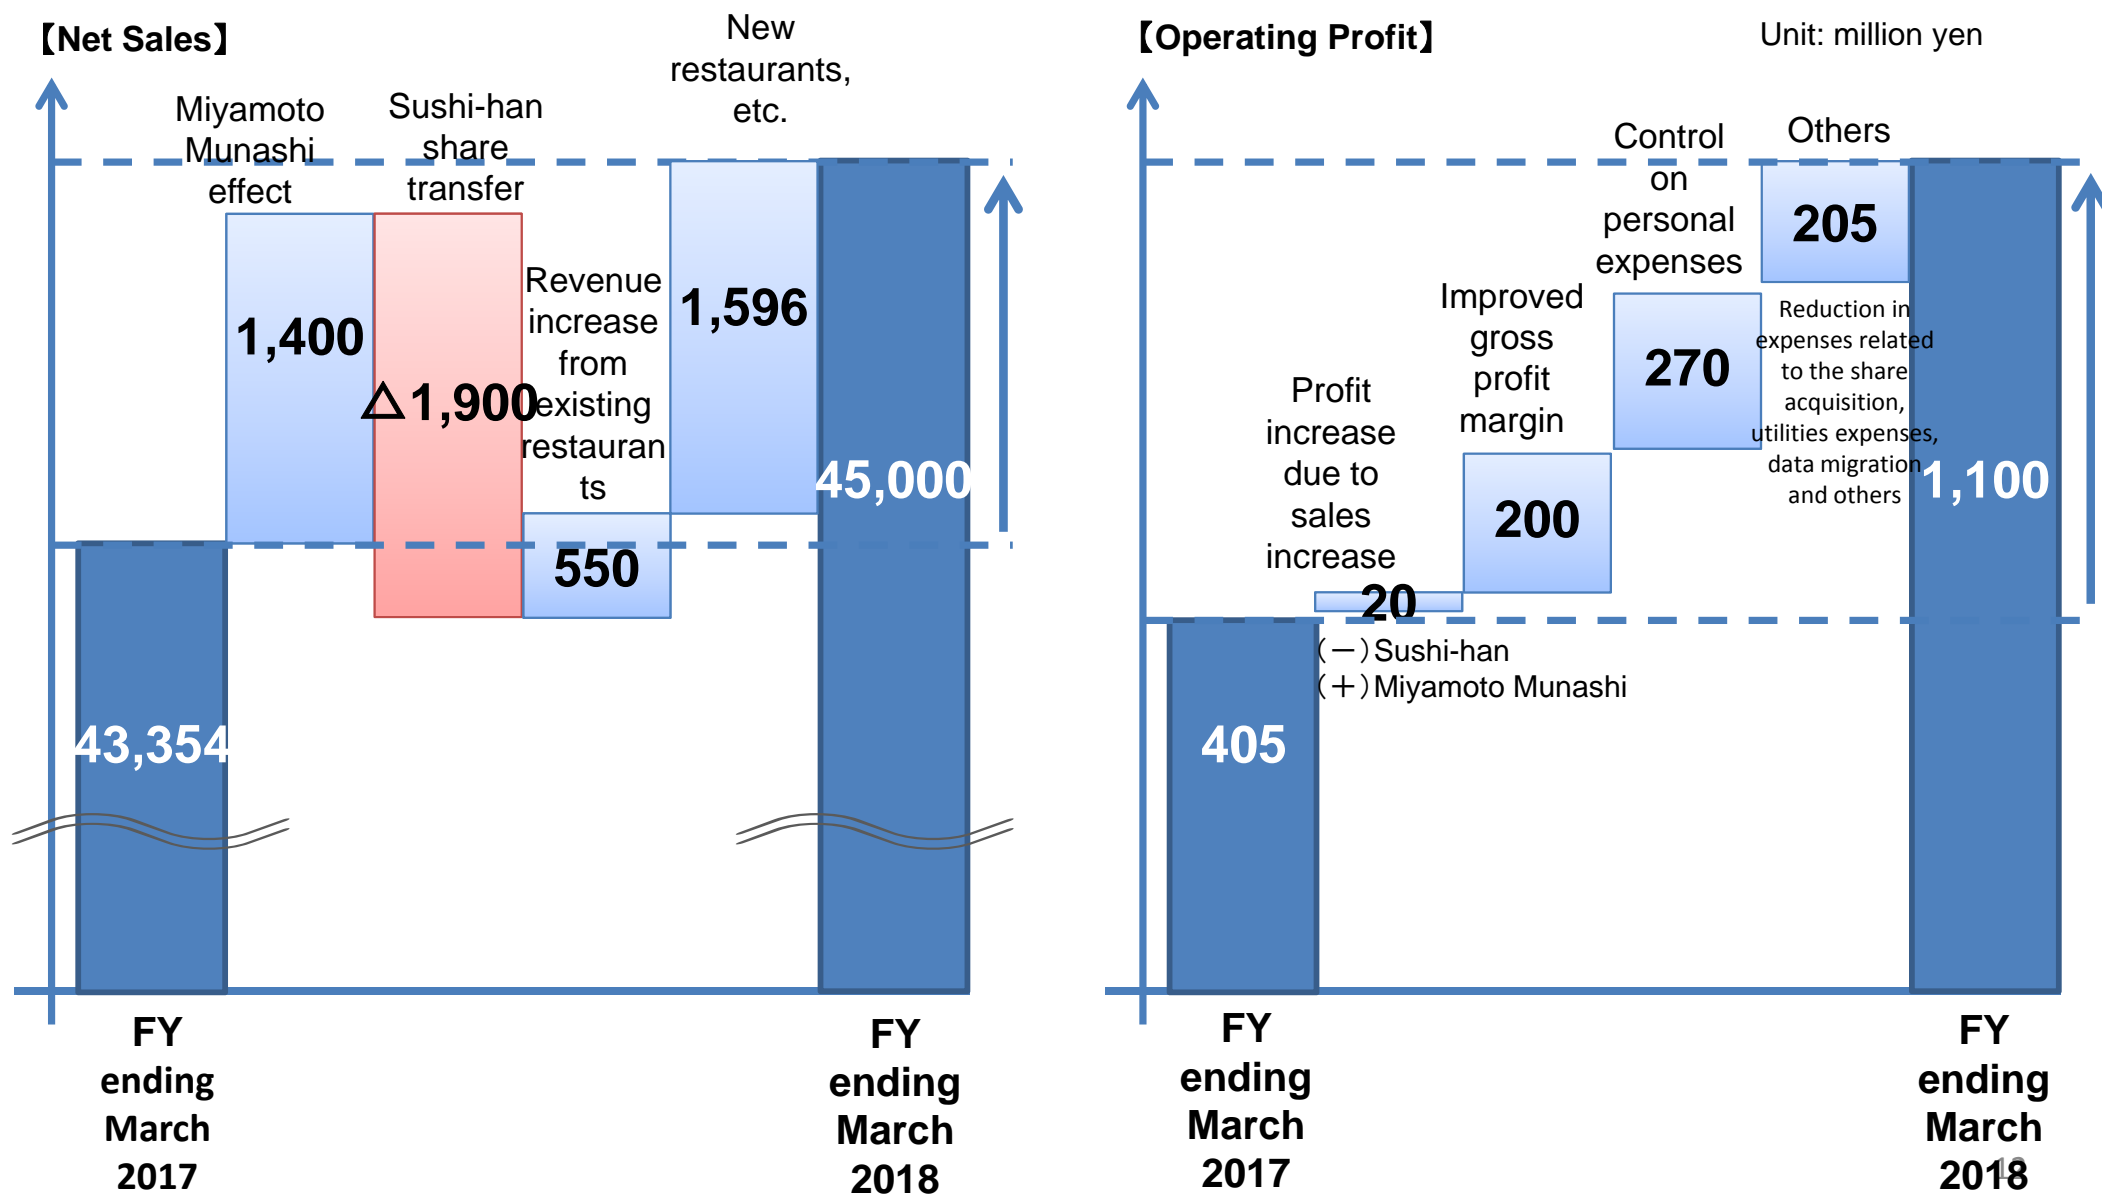 【Net Sales】
Miyamoto
Munashi
effect
1,400
Sushi-han
share
transfer
△1,900
Revenue
increase
from
existing
restauran
ts
550
New
restaurants,
etc.
1,596
43,354
45,000
FY
ending
March
2017
FY
ending
March
2018
【Operating Profit】
Unit: million yen
Profit
increase
due to
sales
increase
20
(－)Sushi-han
(＋)Miyamoto Munashi
Improved
gross
profit
margin
200
Control
on
personal
expenses
270
Others
205
Reduction in
expenses related
to the share
acquisition,
utilities expenses,
data migration
and others
405
1,100
FY
ending
March
2017
FY
ending
March
2018